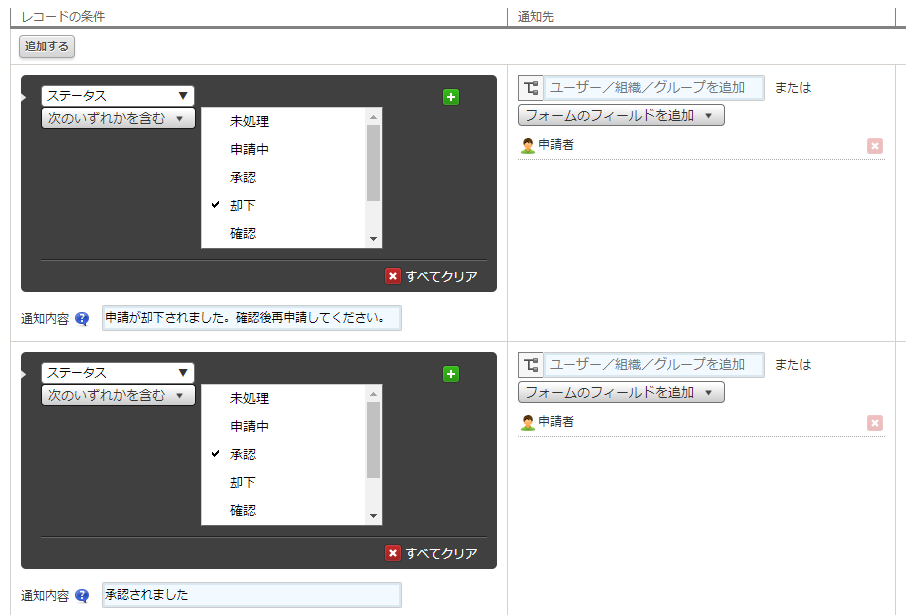 レコードの条件
通知先
追加する
ステータス
次のいずれかを含む
未処理
申請中
承認
却下
確認
すべてクリア
通知内容
申請が却下されました。確認後再申請してください。
ユーザー／組織／グループを追加 または
フォームのフィールドを追加
申請者
ステータス
次のいずれかを含む
未処理
申請中
承認
却下
確認
すべてクリア
通知内容
承認されました
ユーザー／組織／グループを追加 または
フォームのフィールドを追加
申請者